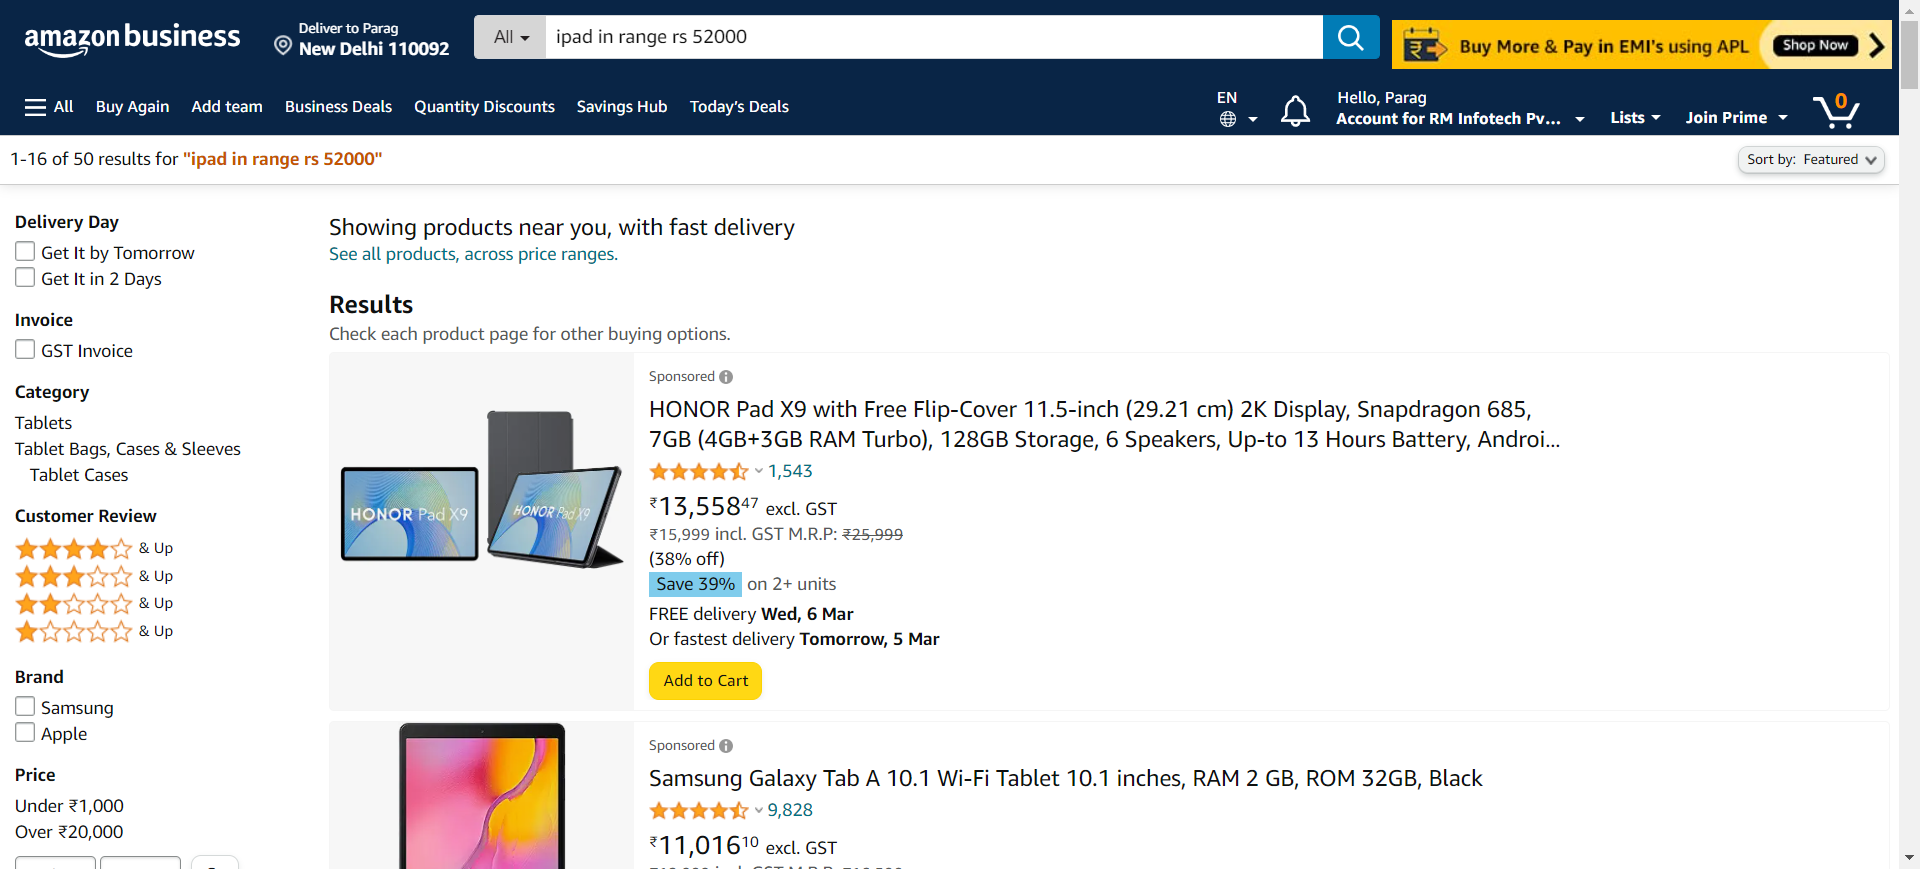 amazon business
Deliver to Parag
New Delhi 110092
All
ipad in range rs 52000
Buy More & Pay in EMI's using APL
Shop Now
All
Buy Again
Add team
Business Deals
Quantity Discounts
Savings Hub
Today's Deals
EN
Hello, Parag
Account for RM Infotech Pv...
Lists
Join Prime
0
1-16 of 50 results for "ipad in range rs 52000"
Sort by: Featured
Delivery Day
Get It by Tomorrow
Get It in 2 Days
Invoice
GST Invoice
Category
Tablets
Tablet Bags, Cases & Sleeves
Tablet Cases
Customer Review
& Up
& Up
& Up
& Up
Brand
Samsung
Apple
Price
Under ₹1,000
Over ₹20,000
Showing products near you, with fast delivery
See all products, across price ranges.
Results
Check each product page for other buying options.
HONOR Pad X9
HONOR Pad X9
Sponsored
HONOR Pad X9 with Free Flip-Cover 11.5-inch (29.21 cm) 2K Display, Snapdragon 685,
7GB (4GB+3GB RAM Turbo), 128GB Storage, 6 Speakers, Up-to 13 Hours Battery, Androi...
1,543
₹13,558 47 excl. GST
₹15,999 incl. GST M.R.P: ₹25,999
(38% off)
Save 39% on 2+ units
FREE delivery Wed, 6 Mar
Or fastest delivery Tomorrow, 5 Mar
Add to Cart
Sponsored
Samsung Galaxy Tab A 10.1 Wi-Fi Tablet 10.1 inches, RAM 2 GB, ROM 32GB, Black
9,828
₹11,016 10 excl. GST